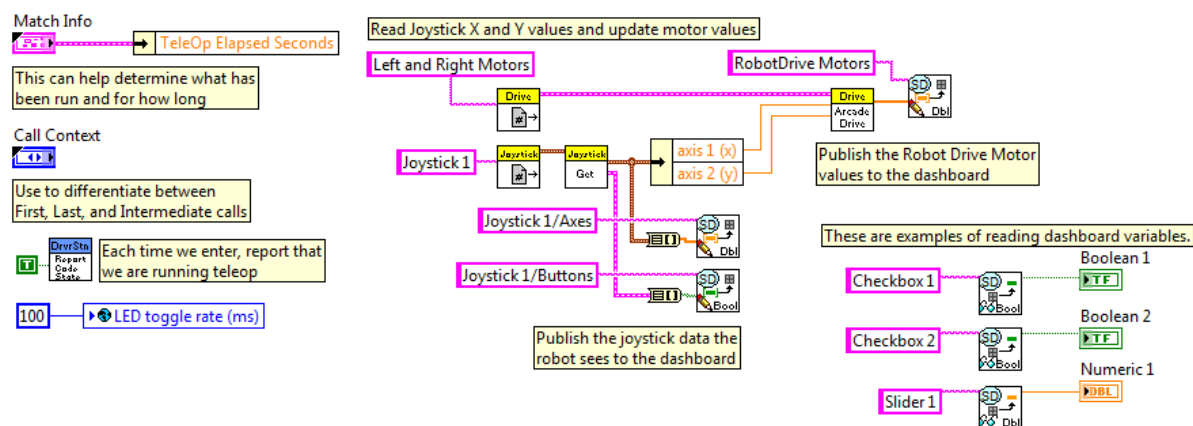 Match Info
TeleOp Elapsed Seconds
This can help determine what has
been run and for how long
Call Context
Use to differentiate between
First, Last, and Intermediate calls
T
DrvrStn
Report
Code
State
Each time we enter, report that
we are running teleop
100
LED toggle rate (ms)
Read Joystick X and Y values and update motor values
Left and Right Motors
RobotDrive Motors
Drive
#
Drive
Arcade
Drive
SD
Dbl
Joystick 1
Joystick
#
Joystick
Get
axis 1 (x)
axis 2 (y)
Publish the Robot Drive Motor
values to the dashboard
Joystick 1/Axes
SD
Dbl
Joystick 1/Buttons
SD
Bool
Publish the joystick data the
robot sees to the dashboard
These are examples of reading dashboard variables.
Boolean 1
Checkbox 1
SD
Bool
TF
Boolean 2
Checkbox 2
SD
Bool
TF
Numeric 1
Slider 1
SD
Dbl
DBL